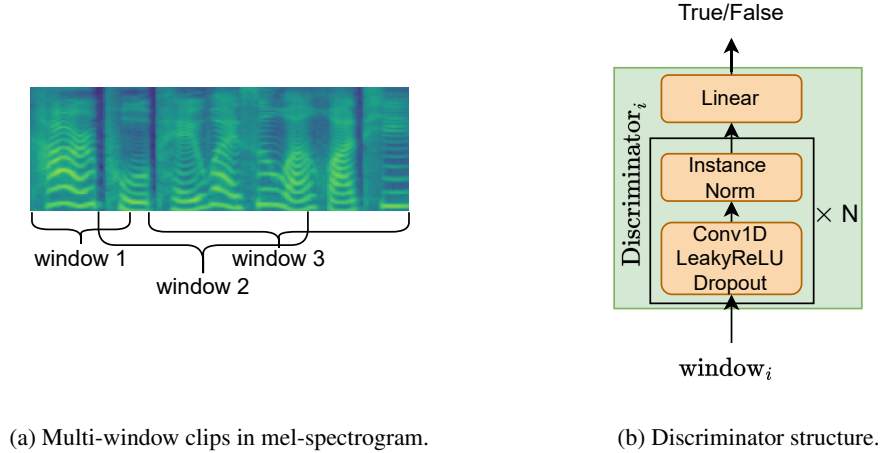 window 1
window 3
window 2
(a) Multi-window clips in mel-spectrogram.
True/False
Linear
Discriminator_i
Instance
Norm
× N
Conv1D
LeakyReLU
Dropout
window_i
(b) Discriminator structure.